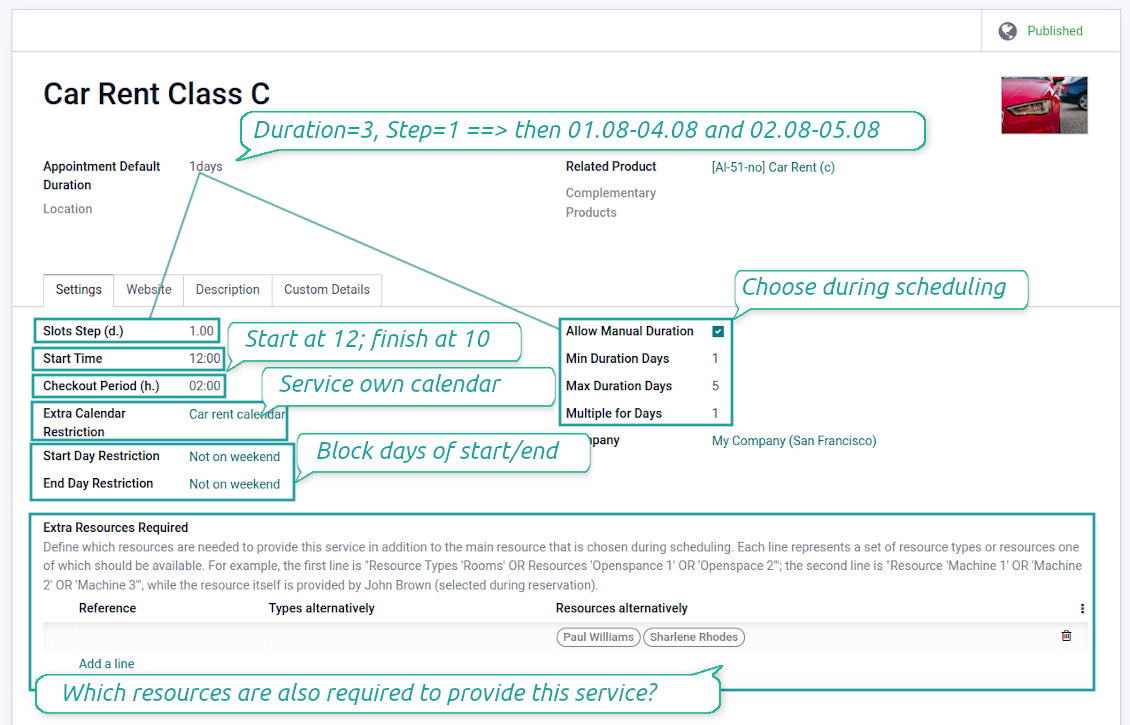 Published
Car Rent Class C
Duration=3, Step=1 ==> then 01.08-04.08 and 02.08-05.08
Appointment Default
Duration
1days
Location
Related Product
[Al-51-no] Car Rent (c)
Complementary
Products
Settings
Website
Description
Custom Details
Choose during scheduling
Slots Step (d.)
1.00
Start at 12; finish at 10
Start Time
12:00
Checkout Period (h.)
02:00
Service own calendar
Extra Calendar
Restriction
Car rent calendar
Start Day Restriction
Not on weekend
End Day Restriction
Not on weekend
Block days of start/end
Allow Manual Duration
Min Duration Days
1
Max Duration Days
5
Multiple for Days
1
My Company (San Francisco)
Extra Resources Required
Define which resources are needed to provide this service in addition to the main resource that is chosen during scheduling. Each line represents a set of resource types or resources one
of which should be available. For example, the first line is "Resource Types 'Rooms' OR Resources 'Openspance 1' OR 'Openspace 2'"; the second line is "Resource 'Machine 1' OR 'Machine
2' OR 'Machine 3'", while the resource itself is provided by John Brown (selected during reservation).
Reference
Types alternatively
Resources alternatively
Paul Williams
Sharlene Rhodes
Add a line
Which resources are also required to provide this service?